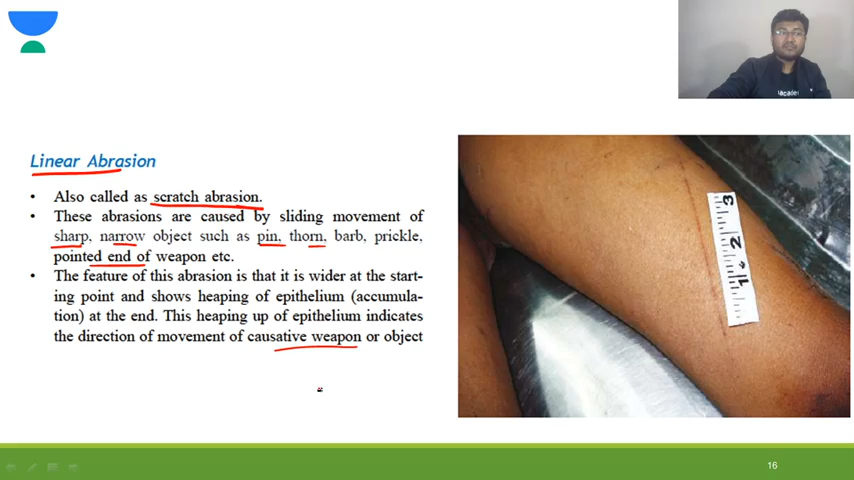 Linear Abrasion
• Also called as scratch abrasion.
• These abrasions are caused by sliding movement of
sharp, narrow object such as pin, thorn, barb, prickle,
pointed end of weapon etc.
• The feature of this abrasion is that it is wider at the start-
ing point and shows heaping of epithelium (accumula-
tion) at the end. This heaping up of epithelium indicates
the direction of movement of causative weapon or object
3
2
1
16